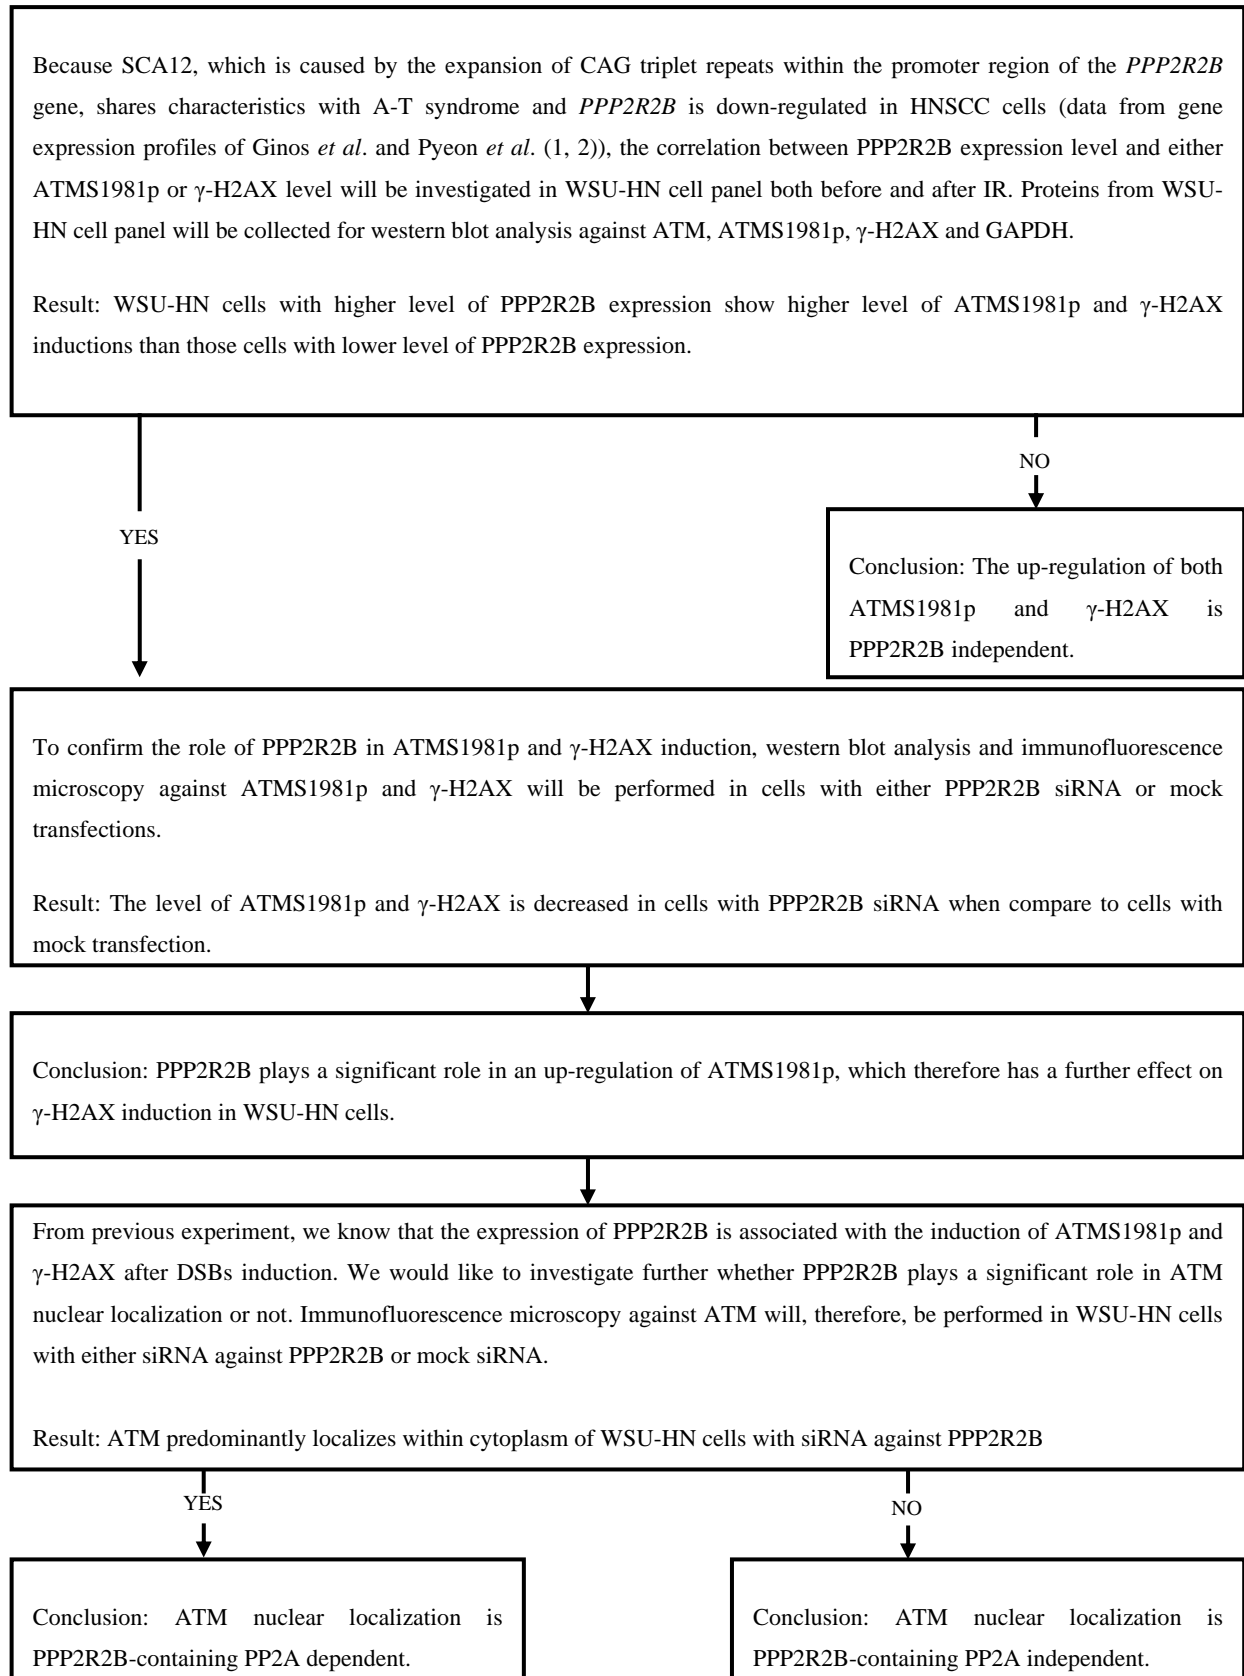 Because SCA12, which is caused by the expansion of CAG triplet repeats within the promoter region of the PPP2R2B
gene, shares characteristics with A-T syndrome and PPP2R2B is down-regulated in HNSCC cells (data from gene
expression profiles of Ginos et al. and Pyeon et al. (1, 2)), the correlation between PPP2R2B expression level and either
ATMS1981p or γ-H2AX level will be investigated in WSU-HN cell panel both before and after IR. Proteins from WSU-
HN cell panel will be collected for western blot analysis against ATM, ATMS1981p, γ-H2AX and GAPDH.
Result: WSU-HN cells with higher level of PPP2R2B expression show higher level of ATMS1981p and γ-H2AX
inductions than those cells with lower level of PPP2R2B expression.
NO
YES
Conclusion: The up-regulation of both
ATMS1981p and γ-H2AX is
PPP2R2B independent.
To confirm the role of PPP2R2B in ATMS1981p and γ-H2AX induction, western blot analysis and immunofluorescence
microscopy against ATMS1981p and γ-H2AX will be performed in cells with either PPP2R2B siRNA or mock
transfections.
Result: The level of ATMS1981p and γ-H2AX is decreased in cells with PPP2R2B siRNA when compare to cells with
mock transfection.
Conclusion: PPP2R2B plays a significant role in an up-regulation of ATMS1981p, which therefore has a further effect on
γ-H2AX induction in WSU-HN cells.
From previous experiment, we know that the expression of PPP2R2B is associated with the induction of ATMS1981p and
γ-H2AX after DSBs induction. We would like to investigate further whether PPP2R2B plays a significant role in ATM
nuclear localization or not. Immunofluorescence microscopy against ATM will, therefore, be performed in WSU-HN cells
with either siRNA against PPP2R2B or mock siRNA.
Result: ATM predominantly localizes within cytoplasm of WSU-HN cells with siRNA against PPP2R2B
YES
NO
Conclusion: ATM nuclear localization is
PPP2R2B-containing PP2A dependent.
Conclusion: ATM nuclear localization is
PPP2R2B-containing PP2A independent.